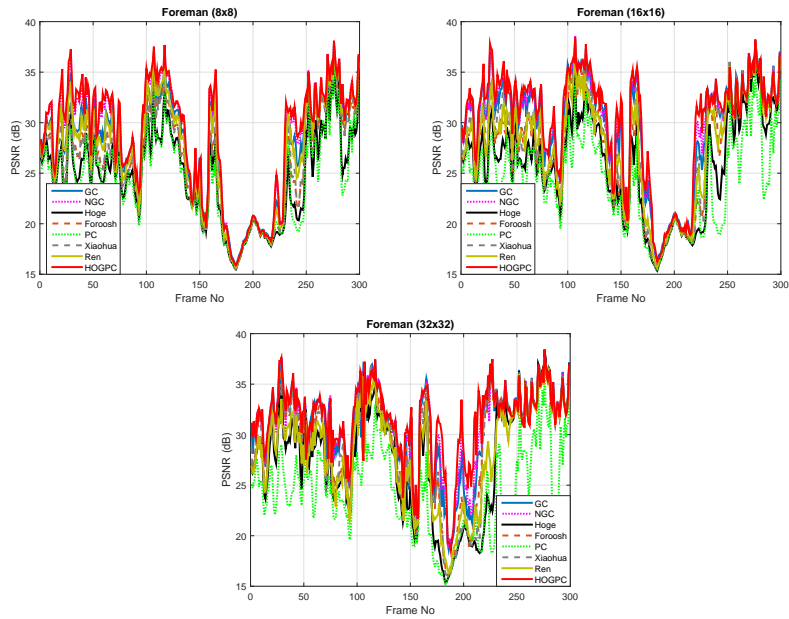 Foreman (8x8)
40
35
30
25
20
15
PSNR (dB)
0 50 100 150 200 250 300
Frame No
GC
NGC
Hoge
Foroosh
PC
Xiaohua
Ren
HOGPC
Foreman (16x16)
40
35
30
25
20
15
PSNR (dB)
0 50 100 150 200 250 300
Frame No
GC
NGC
Hoge
Foroosh
PC
Xiaohua
Ren
HOGPC
Foreman (32x32)
40
35
30
25
20
15
PSNR (dB)
0 50 100 150 200 250 300
Frame No
GC
NGC
Hoge
Foroosh
PC
Xiaohua
Ren
HOGPC